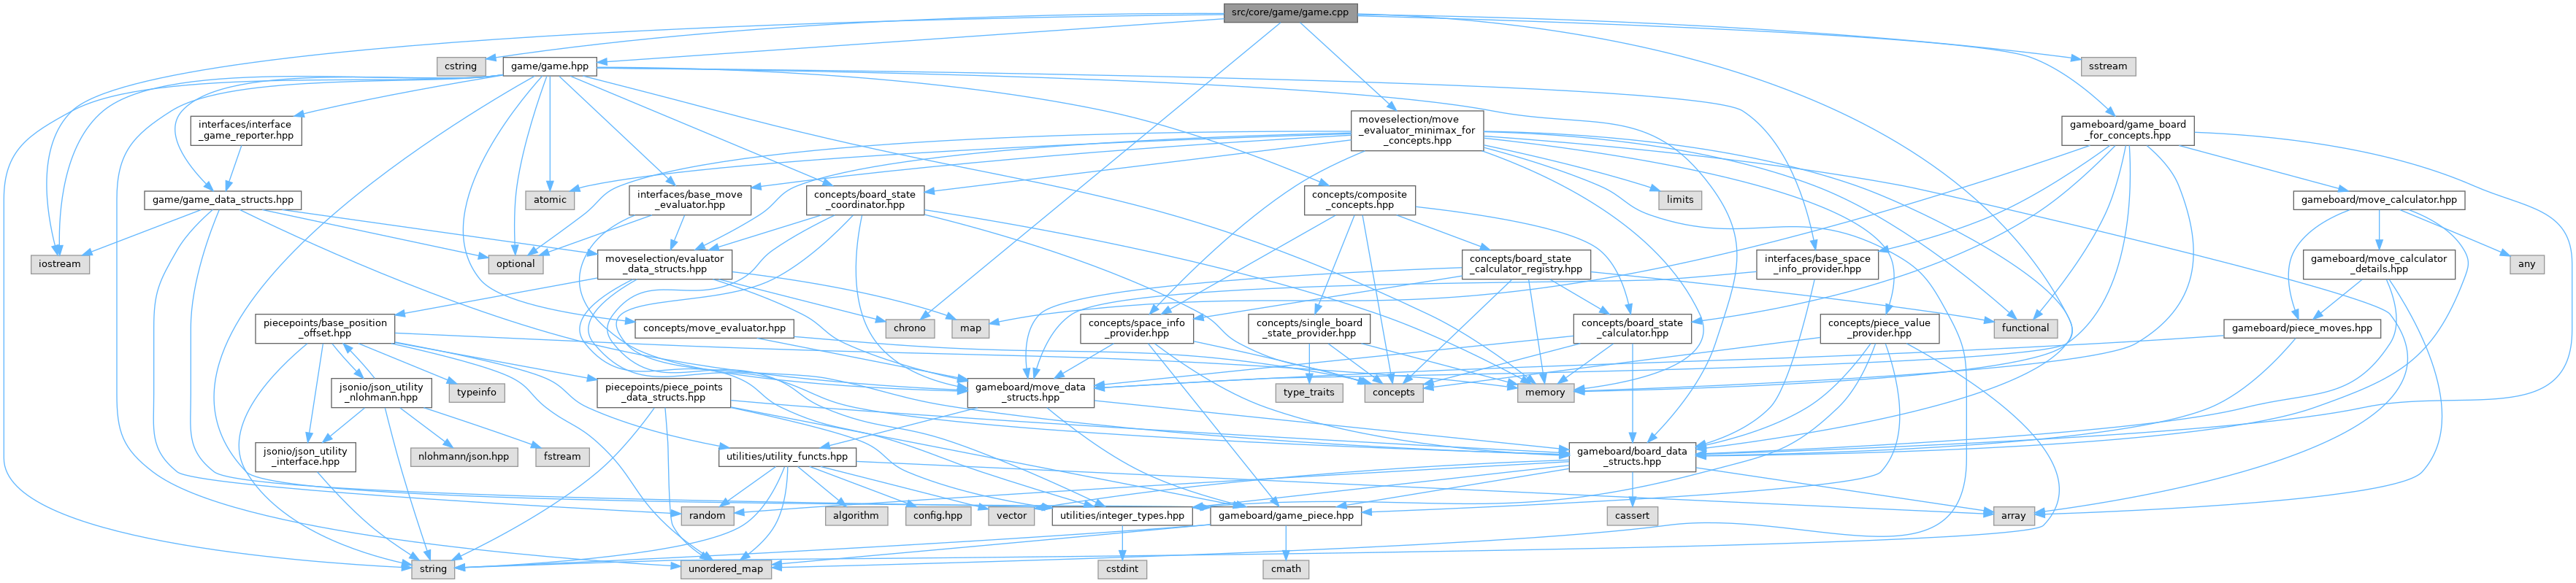 src/core/game/game.cpp
cstring
game/game.hpp
sstream
interfaces/interface
_game_reporter.hpp
moveselection/move
_evaluator_minimax_for
_concepts.hpp
gameboard/game_board
_for_concepts.hpp
game/game_data_structs.hpp
atomic
interfaces/base_move
_evaluator.hpp
concepts/board_state
_coordinator.hpp
concepts/composite
_concepts.hpp
limits
gameboard/move_calculator.hpp
iostream
optional
moveselection/evaluator
_data_structs.hpp
concepts/board_state
_calculator_registry.hpp
interfaces/base_space
_info_provider.hpp
gameboard/move_calculator
_details.hpp
any
piecepoints/base_position
_offset.hpp
concepts/move_evaluator.hpp
chrono
map
concepts/space_info
_provider.hpp
concepts/single_board
_state_provider.hpp
concepts/board_state
_calculator.hpp
concepts/piece_value
_provider.hpp
functional
gameboard/piece_moves.hpp
jsonio/json_utility
_nlohmann.hpp
typeinfo
piecepoints/piece_points
_data_structs.hpp
gameboard/move_data
_structs.hpp
type_traits
concepts
memory
jsonio/json_utility
_interface.hpp
nlohmann/json.hpp
fstream
utilities/utility_functs.hpp
gameboard/board_data
_structs.hpp
random
algorithm
config.hpp
vector
utilities/integer_types.hpp
gameboard/game_piece.hpp
cassert
array
string
unordered_map
cstdint
cmath